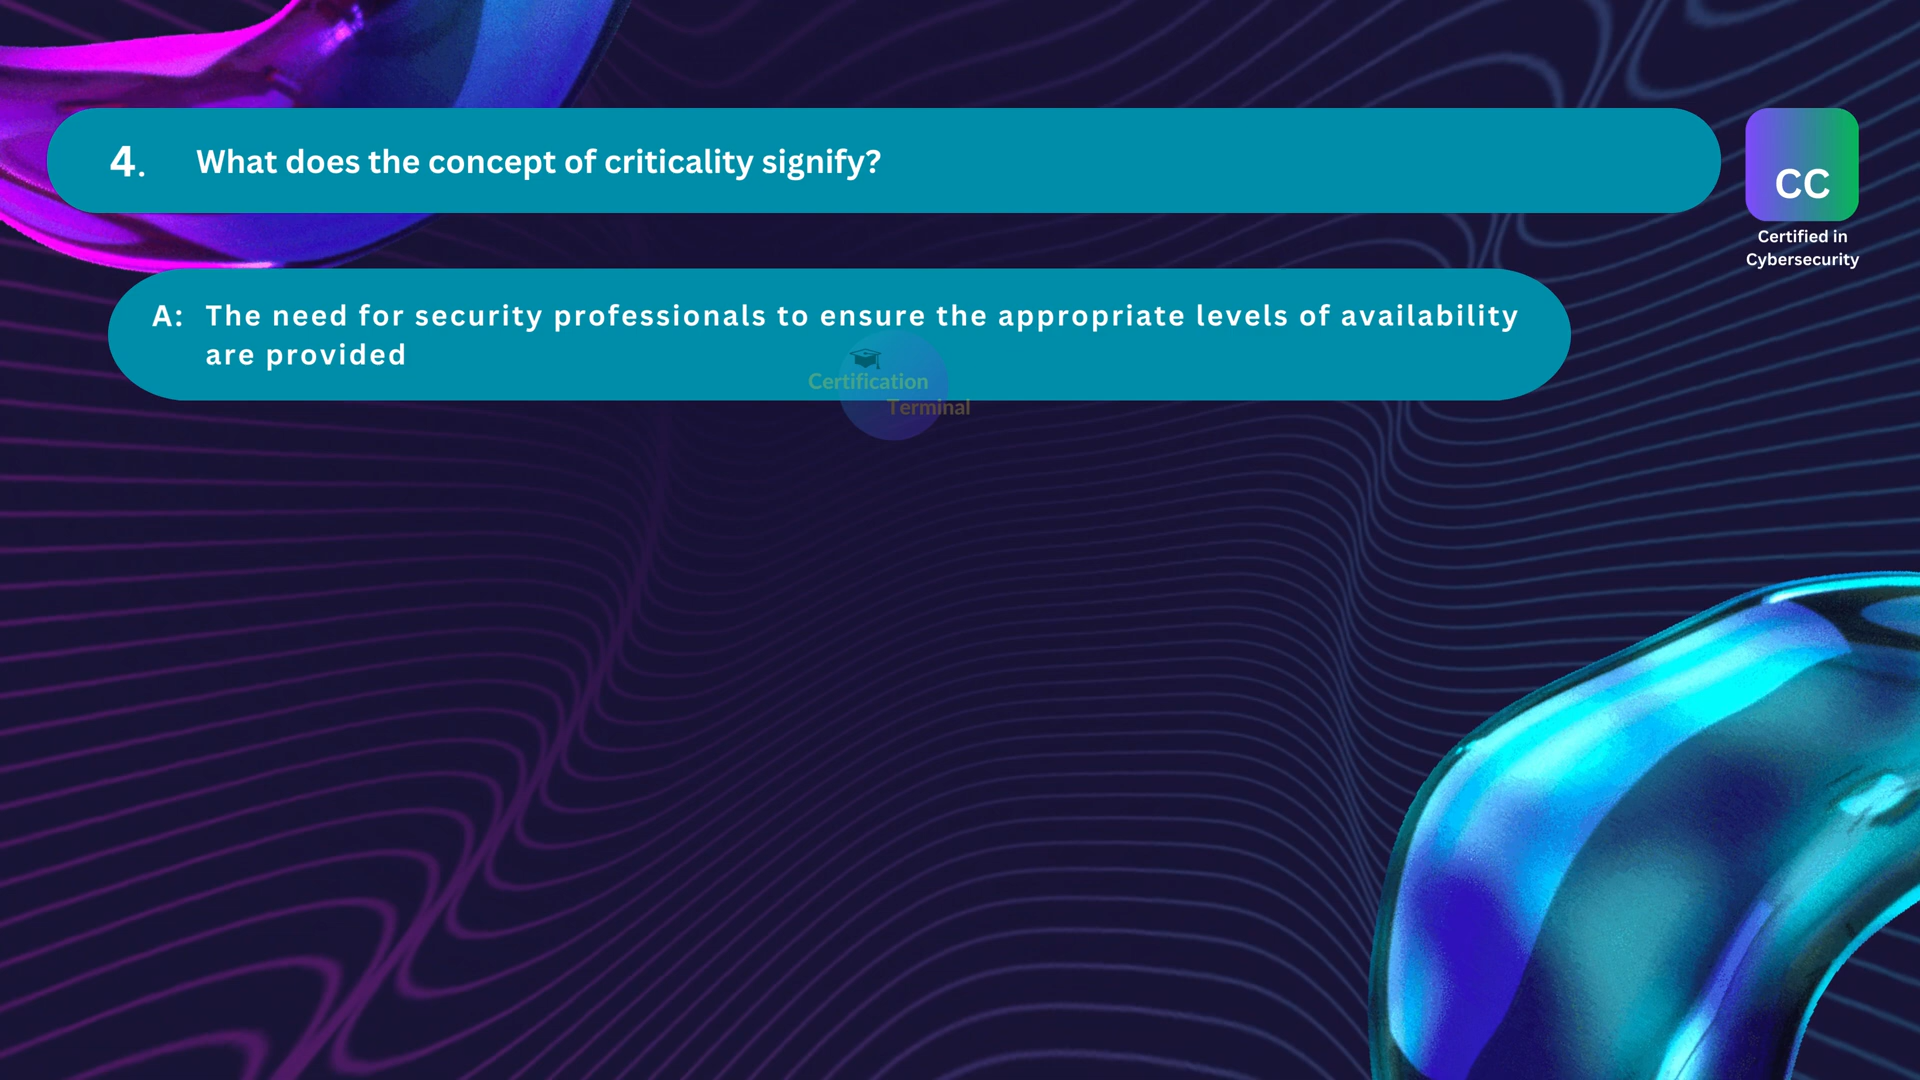 4. What does the concept of criticality signify?
CC
Certified in
Cybersecurity
A: The need for security professionals to ensure the appropriate levels of availability
are provided
Certification
Terminal